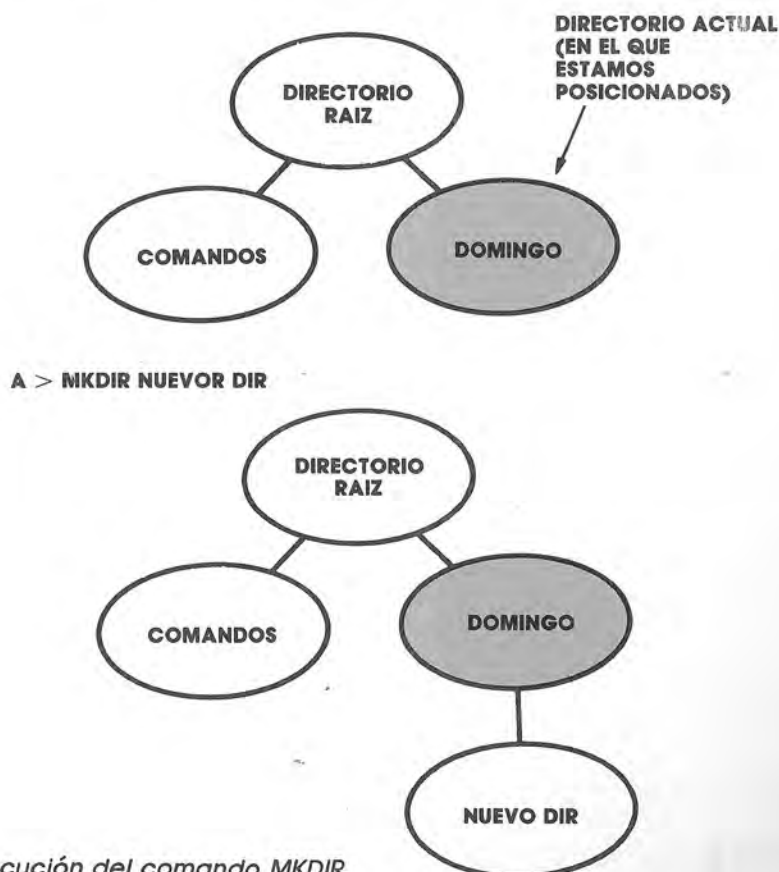 DIRECTORIO ACTUAL
(EN EL QUE
ESTAMOS
POSICIONADOS)
DIRECTORIO
RAIZ
COMANDOS
DOMINGO
A > MKDIR NUEVOR DIR
DIRECTORIO
RAIZ
COMANDOS
DOMINGO
NUEVO DIR
cución del comando MKDIR